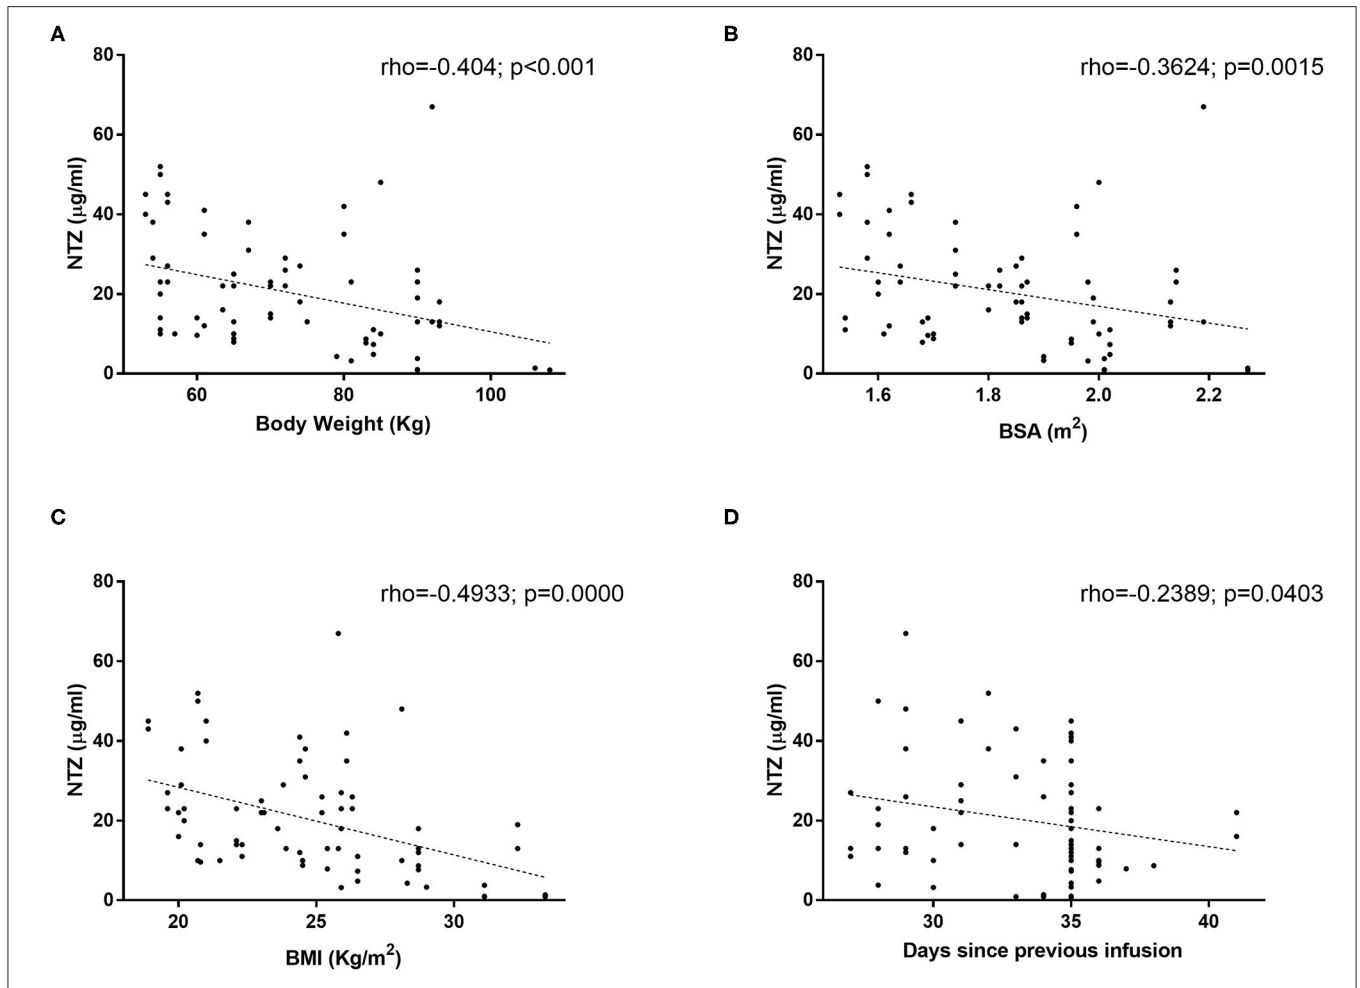 A
rho=-0.404; p<0.001
80
60
40
20
0
NTZ (μg/ml)
60 80 100
Body Weight (Kg)
B
rho=-0.3624; p=0.0015
80
60
40
20
0
NTZ (μg/ml)
1.6 1.8 2.0 2.2
BSA (m²)
C
rho=-0.4933; p=0.0000
80
60
40
20
0
NTZ (μg/ml)
20 25 30
BMI (Kg/m²)
D
rho=-0.2389; p=0.0403
80
60
40
20
0
NTZ (μg/ml)
30 35 40
Days since previous infusion